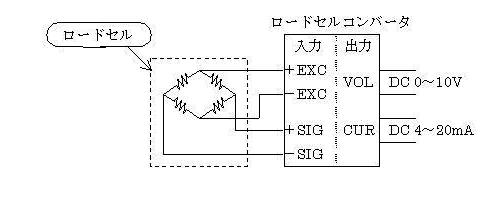 ロードセルコンバータ
ロードセル
入力 出力
+EXC
VOL DC 0〜10V
−EXC
+SIG
CUR DC 4〜20mA
−SIG